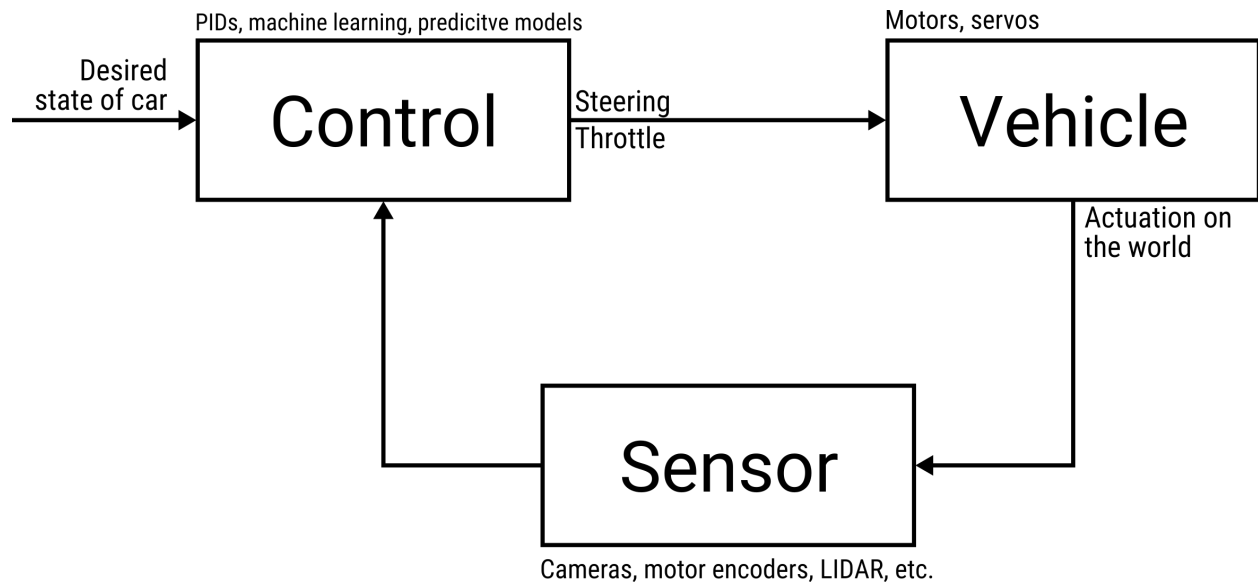 PIDs, machine learning, predicitve models
Motors, servos
Desired
state of car
Control
Steering
Throttle
Vehicle
Actuation on
the world
Sensor
Cameras, motor encoders, LIDAR, etc.